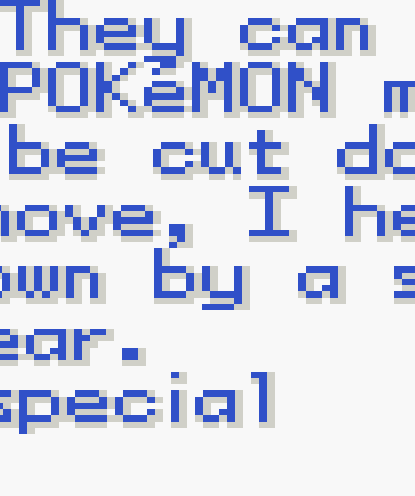 They can
POKéMON m
be cut do
ove, I he
own by a s
ear.
special